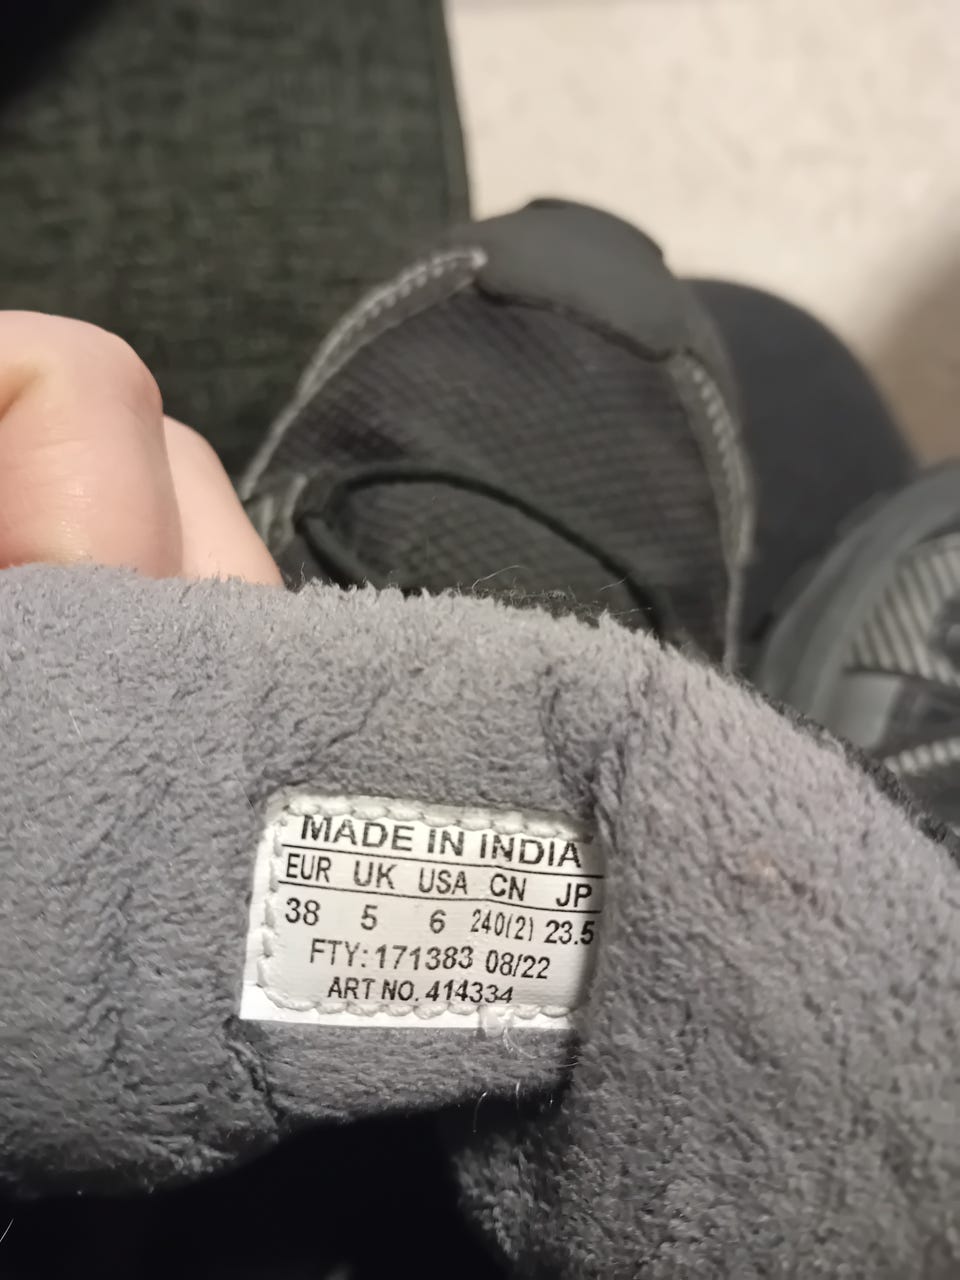 MADE IN INDIA
EUR UK USA CN JP
38 5 6 240(2) 23.5
FTY: 171383 08/22
ART NO. 414334